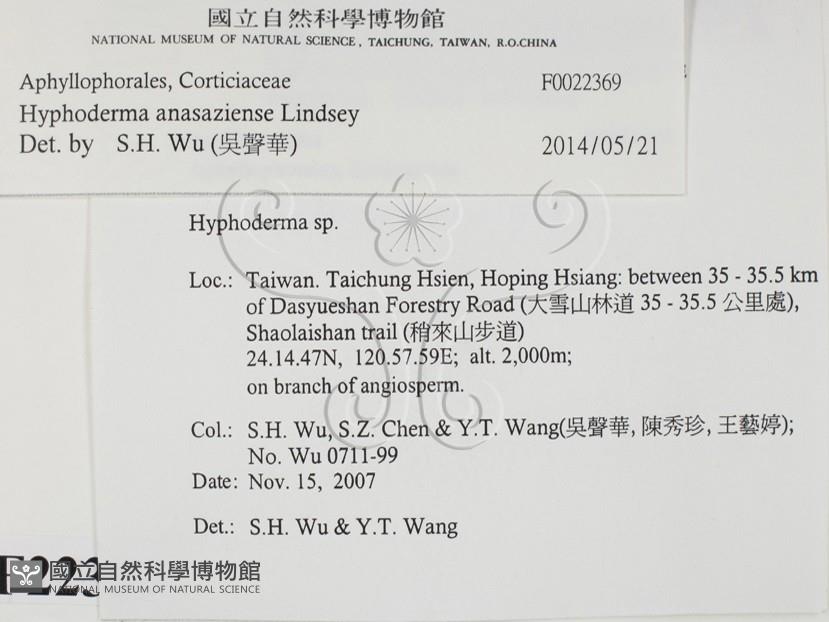 國立自然科學博物館
NATIONAL MUSEUM OF NATURAL SCIENCE, TAICHUNG, TAIWAN, R.O.CHINA
Aphyllophorales, Corticiaceae F0022369
Hyphoderma anasaziense Lindsey
Det. by S.H. Wu (吳聲華) 2014/05/21
Hyphoderma sp.
Loc.: Taiwan. Taichung Hsien, Hoping Hsiang: between 35 - 35.5 km
of Dasyueshan Forestry Road (大雪山林道 35 - 35.5 公里處),
Shaolaishan trail (稍來山步道)
24.14.47N, 120.57.59E; alt. 2,000m;
on branch of angiosperm.
Col.: S.H. Wu, S.Z. Chen & Y.T. Wang(吳聲華, 陳秀珍, 王藝婷);
No. Wu 0711-99
Date: Nov. 15, 2007
Det.: S.H. Wu & Y.T. Wang
國立自然科學博物館
NATIONAL MUSEUM OF NATURAL SCIENCE